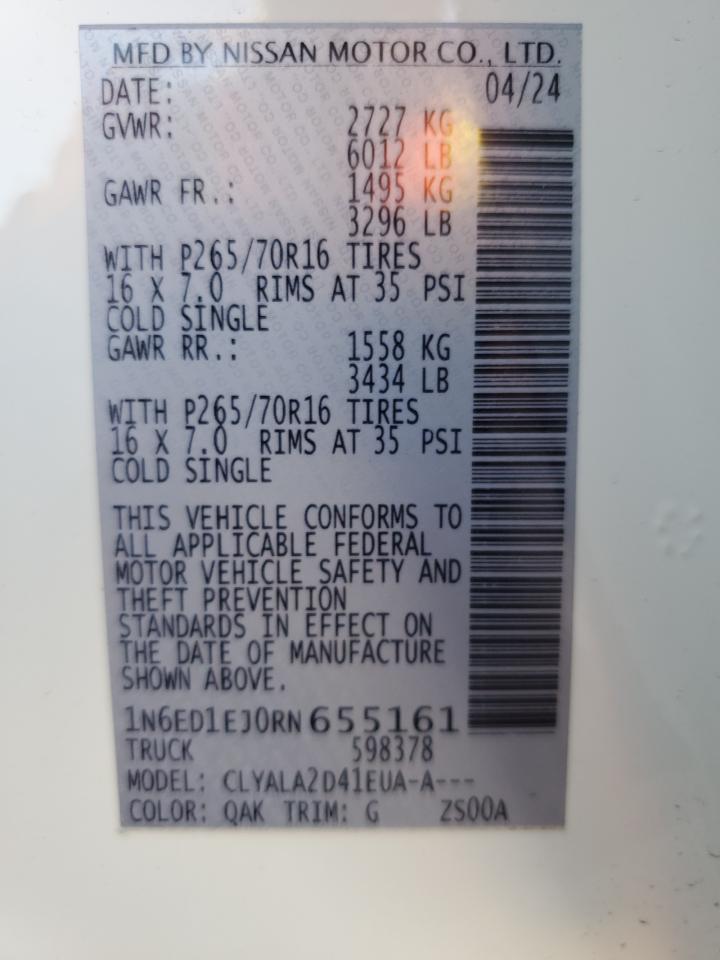 MFD BY NISSAN MOTOR CO., LTD.
DATE: 04/24
GVWR: 2727 KG
6012 LB
GAWR FR.: 1495 KG
3296 LB
WITH P265/70R16 TIRES
16 X 7.0 RIMS AT 35 PSI
COLD SINGLE
GAWR RR.: 1558 KG
3434 LB
WITH P265/70R16 TIRES
16 X 7.0 RIMS AT 35 PSI
COLD SINGLE
THIS VEHICLE CONFORMS TO
ALL APPLICABLE FEDERAL
MOTOR VEHICLE SAFETY AND
THEFT PREVENTION
STANDARDS IN EFFECT ON
THE DATE OF MANUFACTURE
SHOWN ABOVE.
1N6ED1EJ0RN655161
TRUCK 598378
MODEL: CLYALA2D41EUA-A---
COLOR: QAK TRIM: G ZS00A